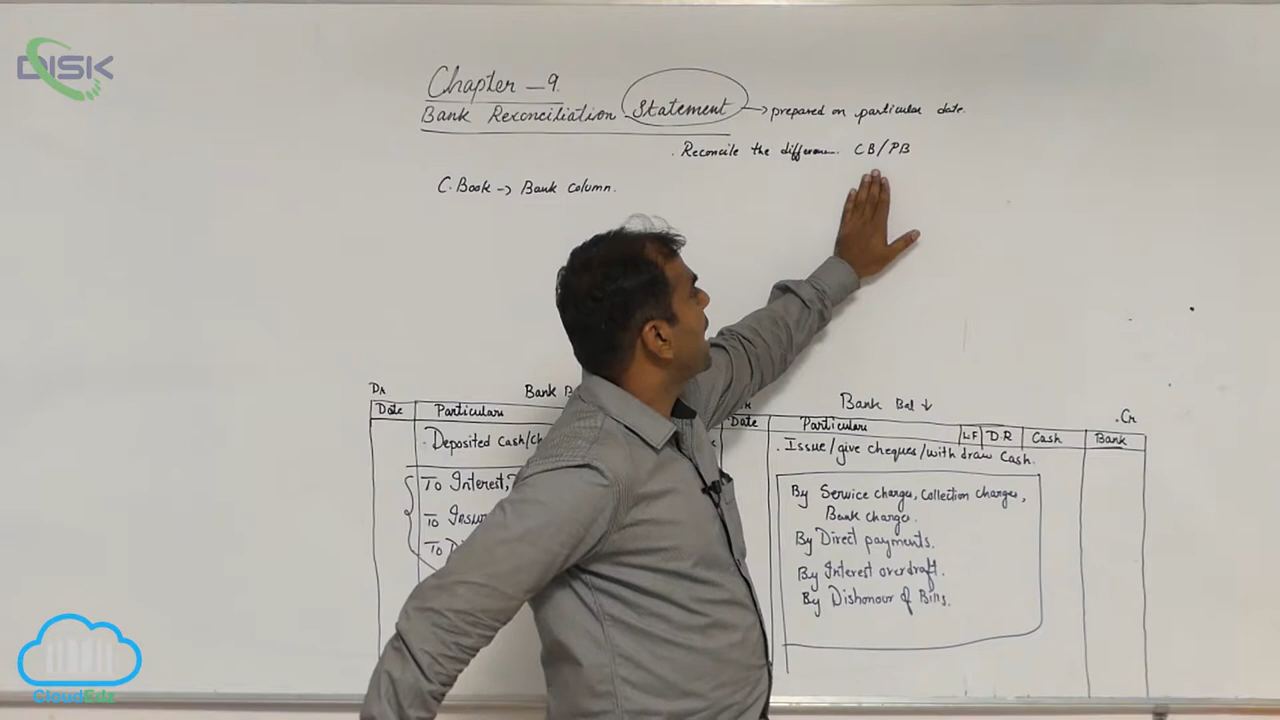 DISK
Chapter - 9.
Bank Reconciliation Statement → prepared on particular date.
. Reconcile the CB/PB
C. Book → Bank column.
Dr Bank B
Date Particulars
. Deposited Cash/Ch
To Interest,
To Insu
To D
Bank Bal ↓ .Cr
Date Particulars LF D.R Cash Bank
. Issue/give cheques/with draw Cash.
By Service charges, Collection charges,
Bank charges.
By Direct payments.
By Interest overdraft.
By Dishonour of Bills.
CloudEdz